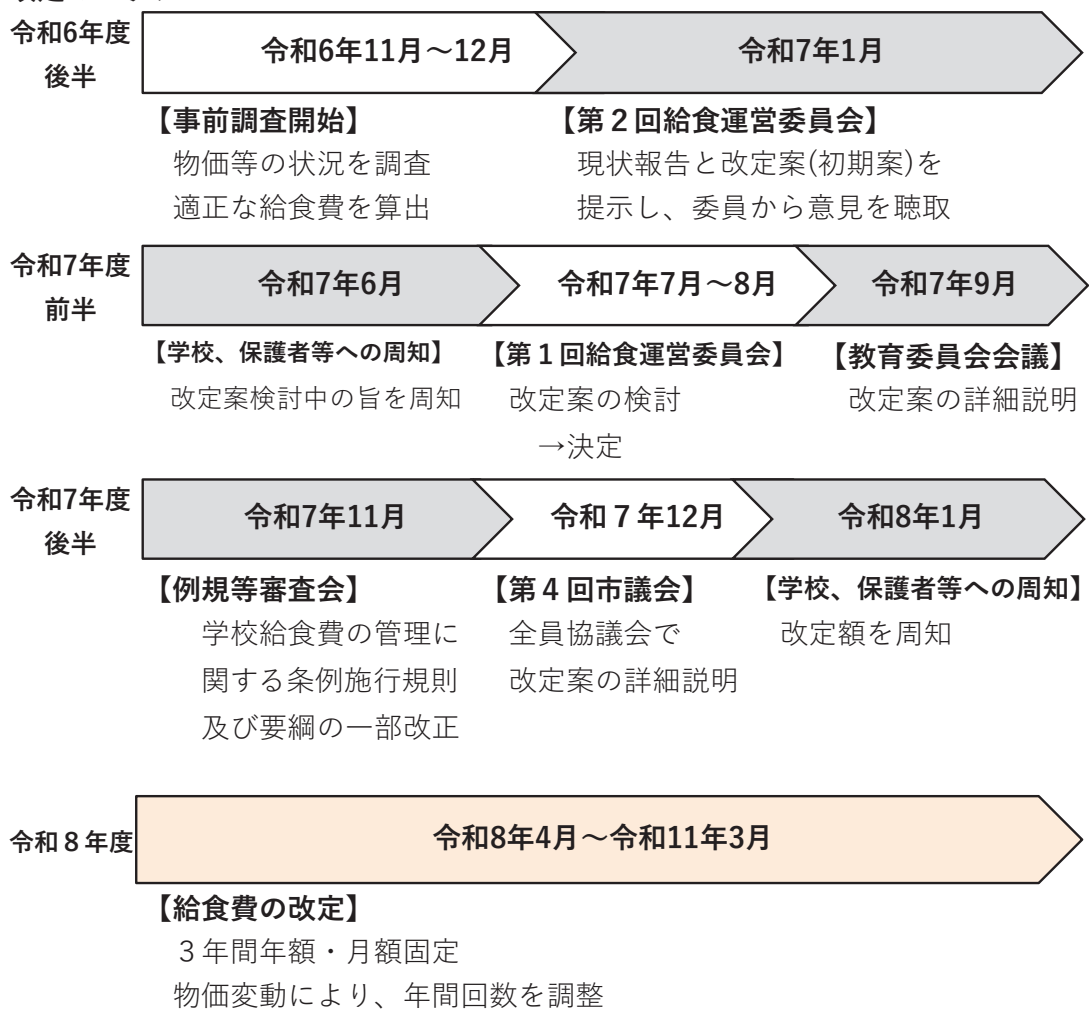 令和6年度
後半
令和6年11月～12月
令和7年1月
【事前調査開始】
物価等の状況を調査
適正な給食費を算出
【第２回給食運営委員会】
現状報告と改定案(初期案)を
提示し、委員から意見を聴取
令和7年度
前半
令和7年6月
令和7年7月～8月
令和7年9月
【学校、保護者等への周知】
改定案検討中の旨を周知
【第１回給食運営委員会】
改定案の検討
→決定
【教育委員会会議】
改定案の詳細説明
令和7年度
後半
令和7年11月
令和７年12月
令和8年1月
【例規等審査会】
学校給食費の管理に
関する条例施行規則
及び要綱の一部改正
【第４回市議会】
全員協議会で
改定案の詳細説明
【学校、保護者等への周知】
改定額を周知
令和８年度
令和8年4月～令和11年3月
【給食費の改定】
３年間年額・月額固定
物価変動により、年間回数を調整